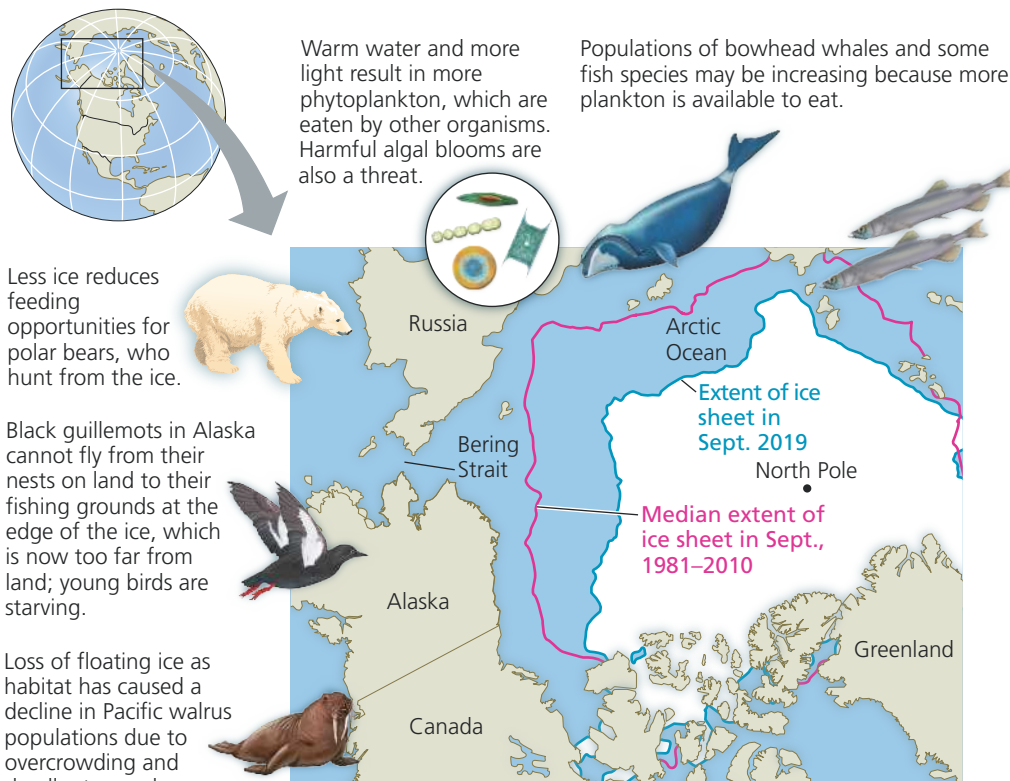 Warm water and more
light result in more
phytoplankton, which are
eaten by other organisms.
Harmful algal blooms are
also a threat.
Populations of bowhead whales and some
fish species may be increasing because more
plankton is available to eat.
Less ice reduces
feeding
opportunities for
polar bears, who
hunt from the ice.
Black guillemots in Alaska
cannot fly from their
nests on land to their
fishing grounds at the
edge of the ice, which
is now too far from
land; young birds are
starving.
Loss of floating ice as
habitat has caused a
decline in Pacific walrus
populations due to
overcrowding and
Russia
Arctic
Ocean
Extent of ice
sheet in
Sept. 2019
Bering
Strait
North Pole
Median extent of
ice sheet in Sept.,
1981–2010
Alaska
Greenland
Canada